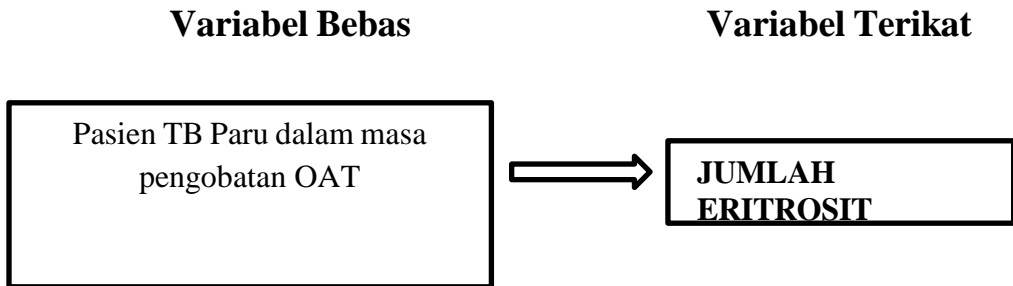 Variabel Bebas
Variabel Terikat
Pasien TB Paru dalam masa
pengobatan OAT
JUMLAH
ERITROSIT